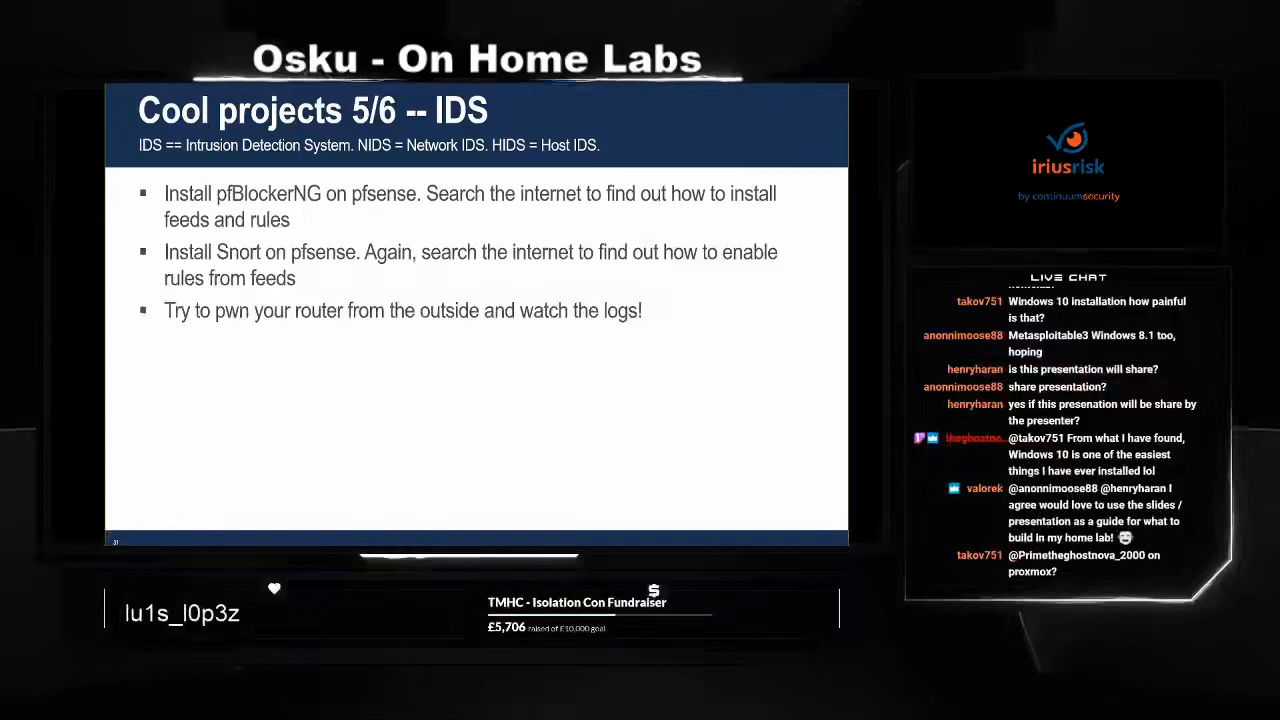 Osku - On Home Labs
Cool projects 5/6 -- IDS
IDS == Intrusion Detection System. NIDS = Network IDS. HIDS = Host IDS.
▪ Install pfBlockerNG on pfsense. Search the internet to find out how to install
feeds and rules
▪ Install Snort on pfsense. Again, search the internet to find out how to enable
rules from feeds
▪ Try to pwn your router from the outside and watch the logs!
31
iriusrisk
by continuumsecurity
LIVE CHAT
takov751 Windows 10 installation how painful
is that?
anonnimoose88 Metasploitable3 Windows 8.1 too,
hoping
henryharan is this presentation will share?
anonnimoose88 share presentation?
henryharan yes if this presenation will be share by
the presenter?
theghostno... @takov751 From what I have found,
Windows 10 is one of the easiest
things I have ever installed lol
valorek @anonnimoose88 @henryharan I
agree would love to use the slides /
presentation as a guide for what to
build in my home lab!
takov751 @Primetheghostnova_2000 on
proxmox?
lu1s_l0p3z
$
TMHC - Isolation Con Fundraiser
£5,706 raised of £10,000 goal